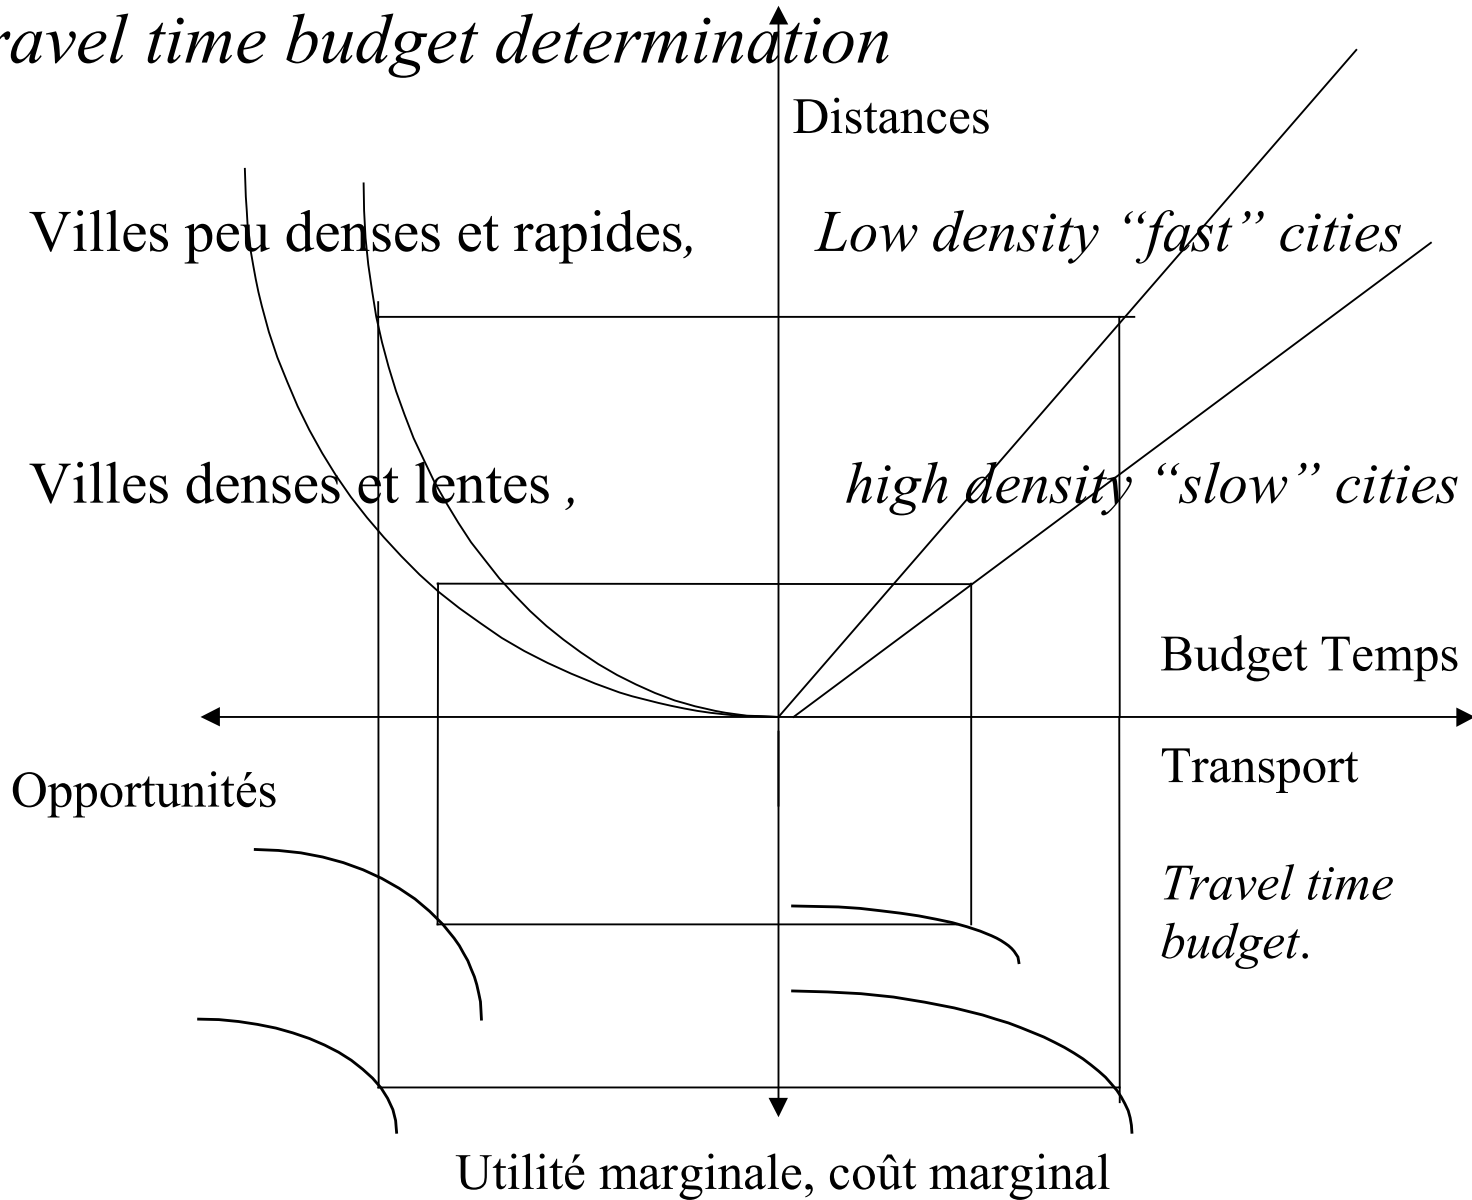 ravel time budget determination
Distances
Villes peu denses et rapides, Low density “fast” cities
Villes denses et lentes , high density “slow” cities
Budget Temps
Transport
Opportunités
Travel time
budget.
Utilité marginale, coût marginal